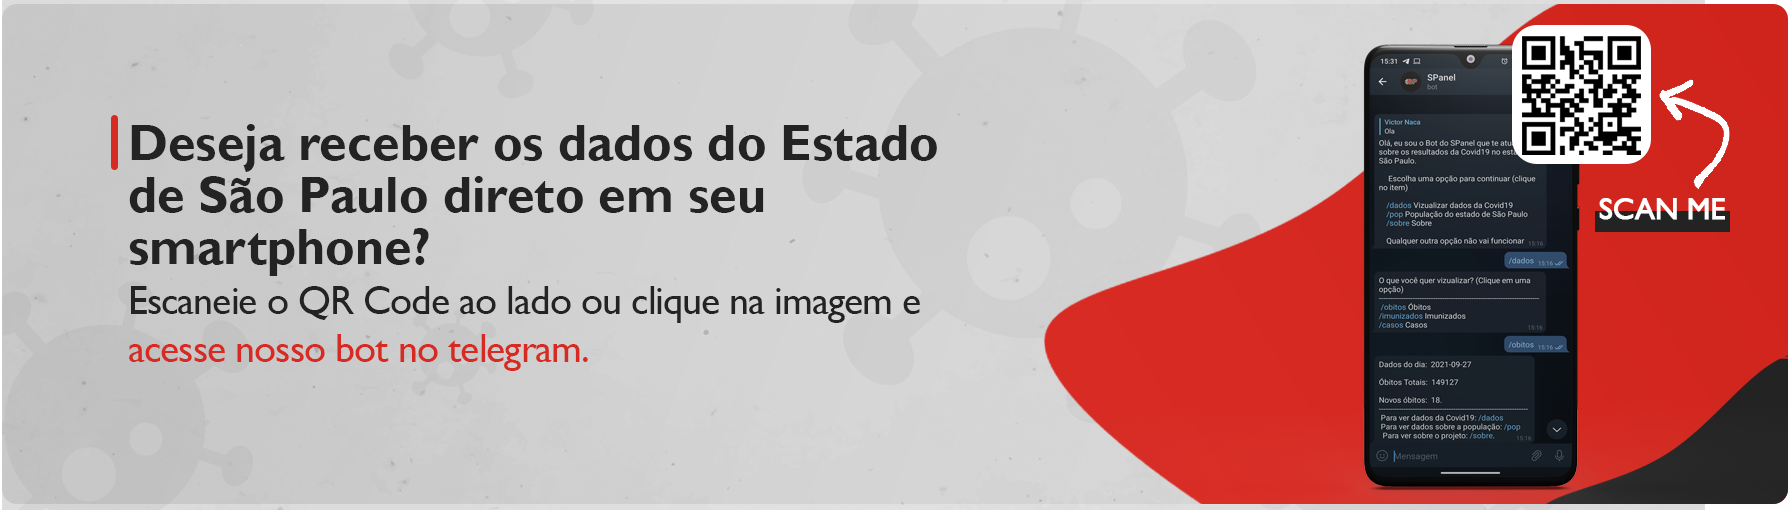 Deseja receber os dados do Estado
de São Paulo direto em seu
smartphone?
Escaneie o QR Code ao lado ou clique na imagem e
acesse nosso bot no telegram.
15:31
SPanel
bot
Victor Naca
Ola
Olá, eu sou o Bot do SPanel que te atu
sobre os resultados da Covid19 no esta
São Paulo.
Escolha uma opção para continuar (clique
no item)
/dados Vizualizar dados da Covid19
/pop População do estado de São Paulo
/sobre Sobre
Qualquer outra opção não vai funcionar 15:16
/dados 15:16
O que você quer vizualizar? (Clique em uma
opção)
/obitos Óbitos
/imunizados Imunizados
/casos Casos 15:16
/obitos 15:16
Dados do dia: 2021-09-27
Óbitos Totais: 149127
Novos óbitos: 18.
Para ver dados da Covid19: /dados
Para ver dados sobre a população: /pop
Para ver sobre o projeto: /sobre. 15:16
Mensagem
SCAN ME